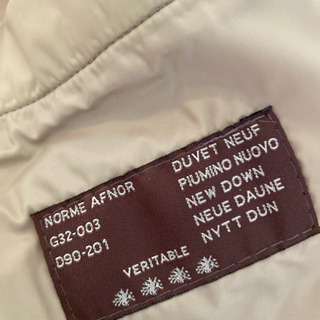 NORME AFNOR
G32-003
D90-201
DUVET NEUF
PIUMINO NUOVO
NEW DOWN
NEUE DAUNE
NYTT DUN
VERITABLE